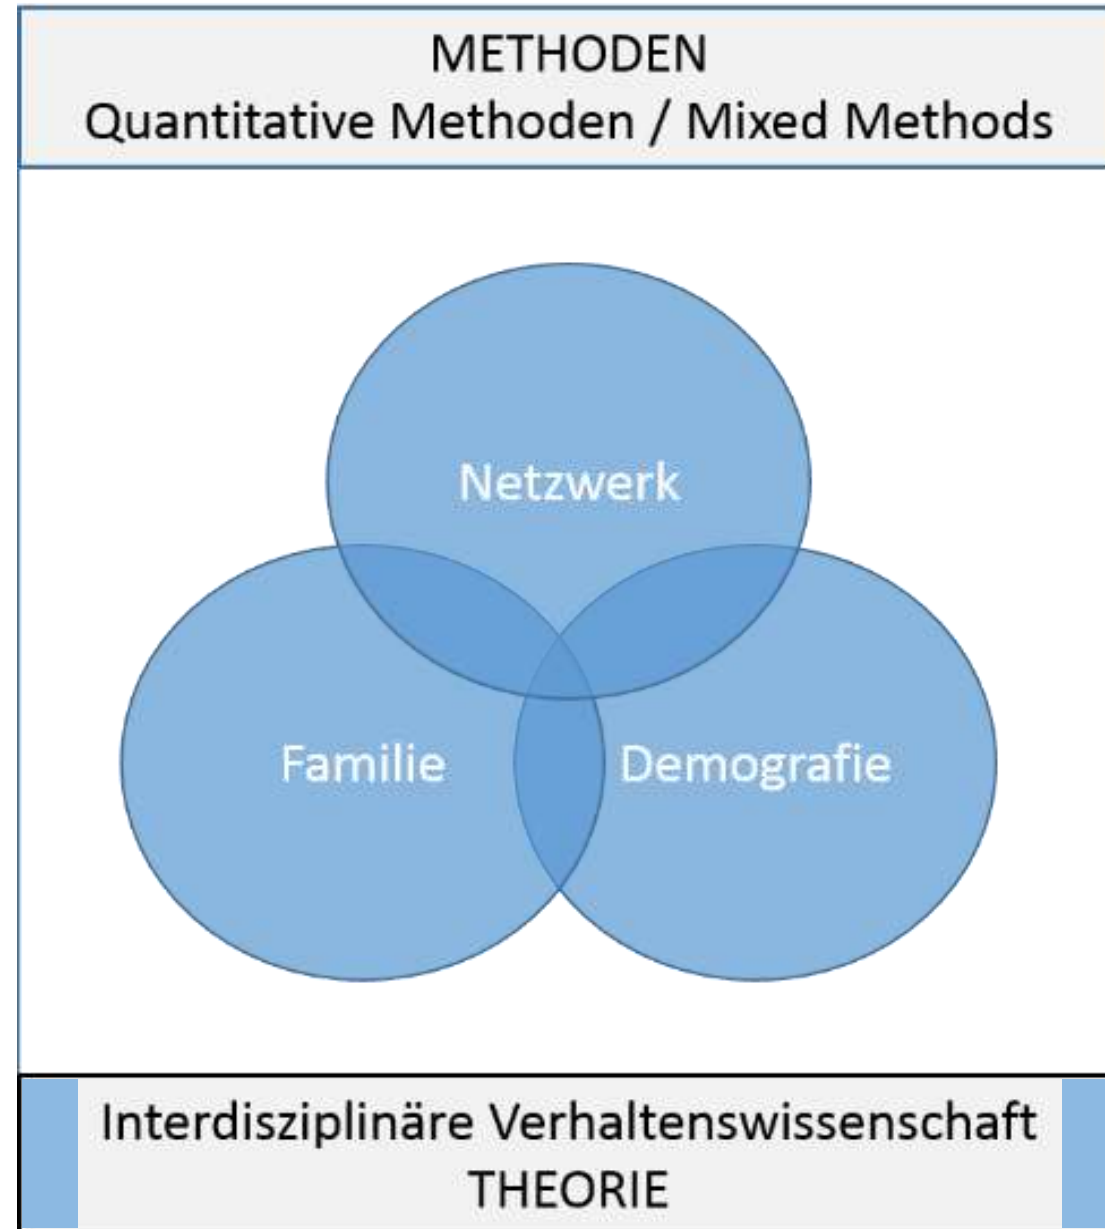 METHODEN
Quantitative Methoden / Mixed Methods
Netzwerk
Familie
Demografie
Interdisziplinäre Verhaltenswissenschaft
THEORIE